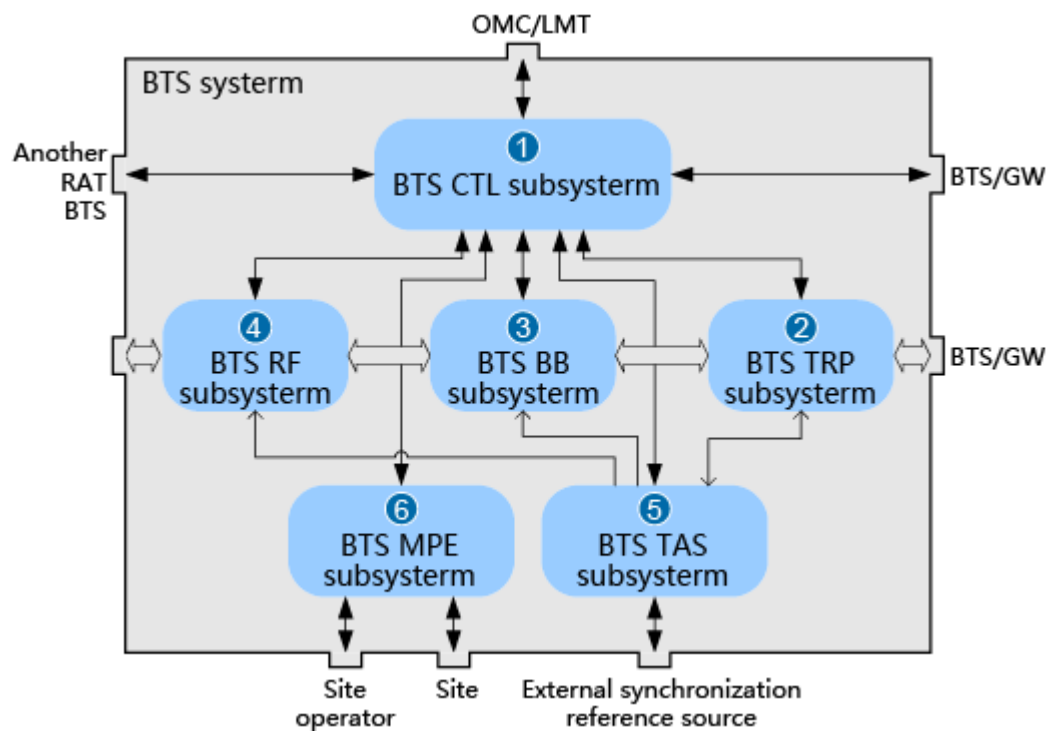 OMC/LMT
BTS systerm
1
BTS CTL subsysterm
Another
RAT
BTS
BTS/GW
4
BTS RF
subsysterm
3
BTS BB
subsysterm
2
BTS TRP
subsysterm
BTS/GW
6
BTS MPE
subsysterm
5
BTS TAS
subsysterm
Site
operator
Site
External synchronization
reference source